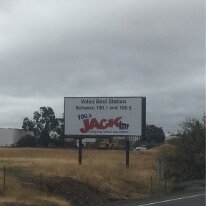 Voted Best Station
Between 100.1 and 100.5
100.3
JACK fm